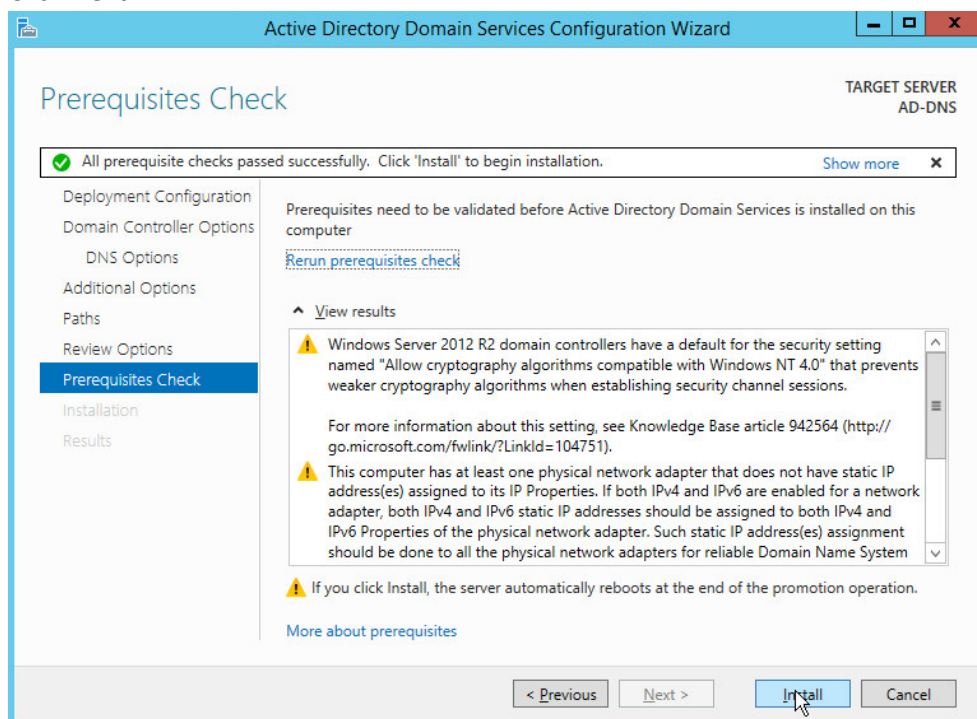 Active Directory Domain Services Configuration Wizard
Prerequisites Check
TARGET SERVER
AD-DNS
All prerequisite checks passed successfully. Click 'Install' to begin installation.
Show more
Deployment Configuration
Domain Controller Options
DNS Options
Additional Options
Paths
Review Options
Prerequisites Check
Installation
Results
Prerequisites need to be validated before Active Directory Domain Services is installed on this
computer
Rerun prerequisites check
View results
Windows Server 2012 R2 domain controllers have a default for the security setting
named "Allow cryptography algorithms compatible with Windows NT 4.0" that prevents
weaker cryptography algorithms when establishing security channel sessions.
For more information about this setting, see Knowledge Base article 942564 (http://
go.microsoft.com/fwlink/?LinkId=104751).
This computer has at least one physical network adapter that does not have static IP
address(es) assigned to its IP Properties. If both IPv4 and IPv6 are enabled for a network
adapter, both IPv4 and IPv6 static IP addresses should be assigned to both IPv4 and
IPv6 Properties of the physical network adapter. Such static IP address(es) assignment
should be done to all the physical network adapters for reliable Domain Name System
If you click Install, the server automatically reboots at the end of the promotion operation.
More about prerequisites
< Previous
Next >
Install
Cancel